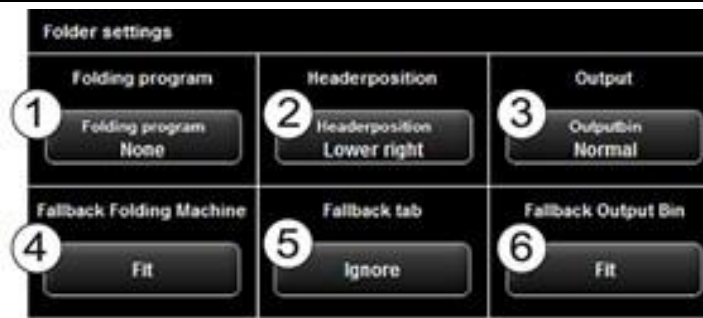 Folder settings
Folding program
Headerposition
Output
1
Folding program
None
2
Headerposition
Lower right
3
Outputbin
Normal
Fallback Folding Machine
Fallback tab
Fallback Output Bin
4
Fit
5
Ignore
6
Fit